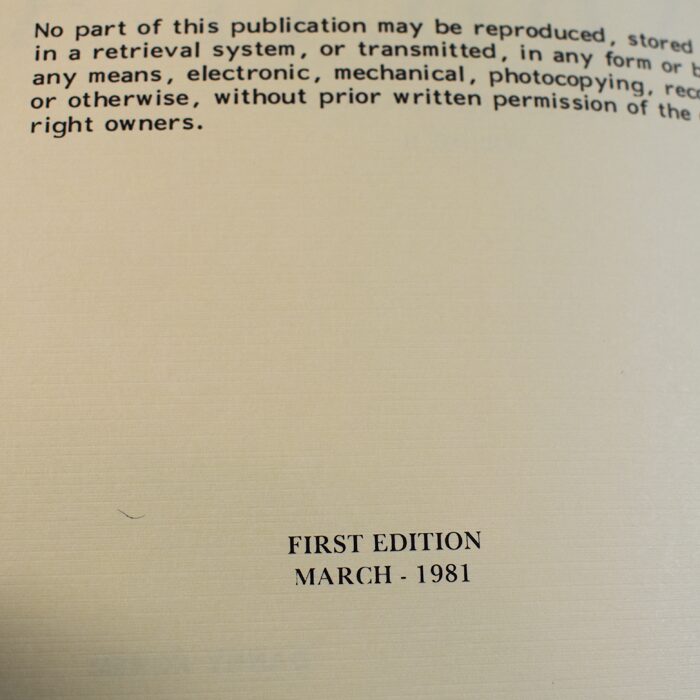 No part of this publication may be reproduced, stored
in a retrieval system, or transmitted, in any form or
any means, electronic, mechanical, photocopying,
or otherwise, without prior written permission of the
right owners.
FIRST EDITION
MARCH - 1981